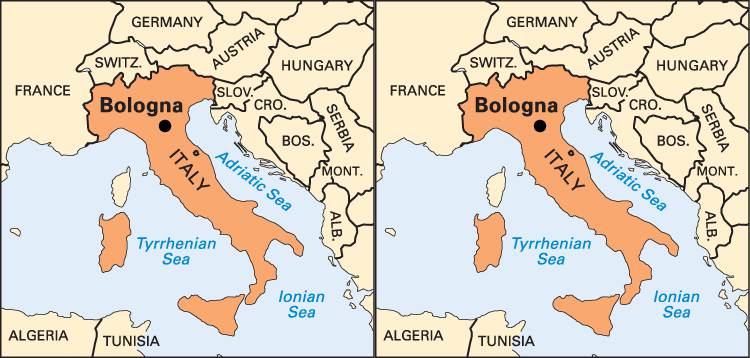 GERMANY
AUSTRIA
SWITZ.
HUNGARY
FRANCE
SLOV.
CRO.
Bologna
SERBIA
BOS.
ITALY
Adriatic Sea
MONT.
ALB.
Tyrrhenian
Sea
Ionian
Sea
ALGERIA
TUNISIA
GERMANY
AUSTRIA
SWITZ.
HUNGARY
FRANCE
SLOV.
CRO.
Bologna
SERBIA
BOS.
ITALY
Adriatic Sea
MONT.
ALB.
Tyrrhenian
Sea
Ionian
Sea
ALGERIA
TUNISIA